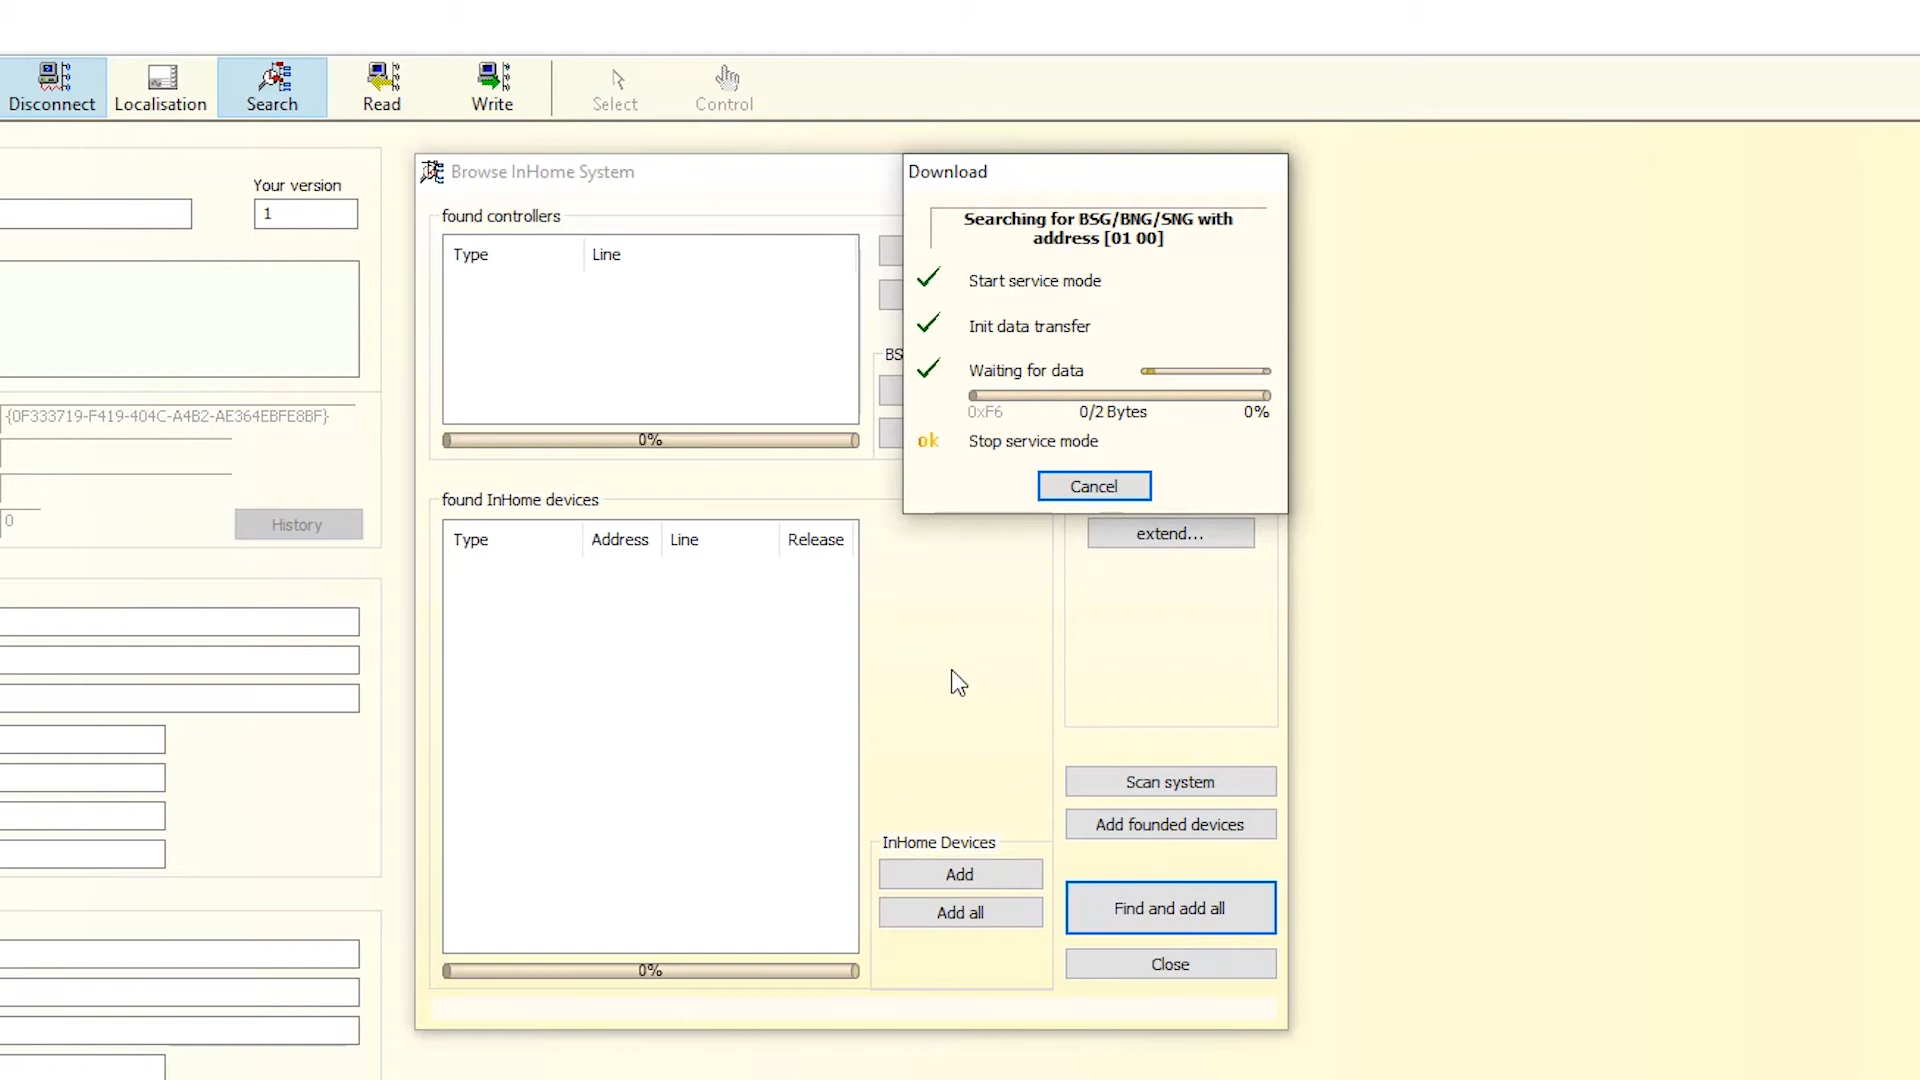 Disconnect
Localisation
Search
Read
Write
Select
Control
Your version
1
{0F333719-F419-404C-A4B2-AE364EBFE8BF}
0
History
Browse InHome System
found controllers
Type
Line
0%
BS
found InHome devices
Type
Address
Line
Release
0%
Download
Searching for BSG/BNG/SNG with
address [01 00]
Start service mode
Init data transfer
Waiting for data
0xF6
0/2 Bytes
0%
ok
Stop service mode
Cancel
extend...
Scan system
Add founded devices
InHome Devices
Add
Add all
Find and add all
Close